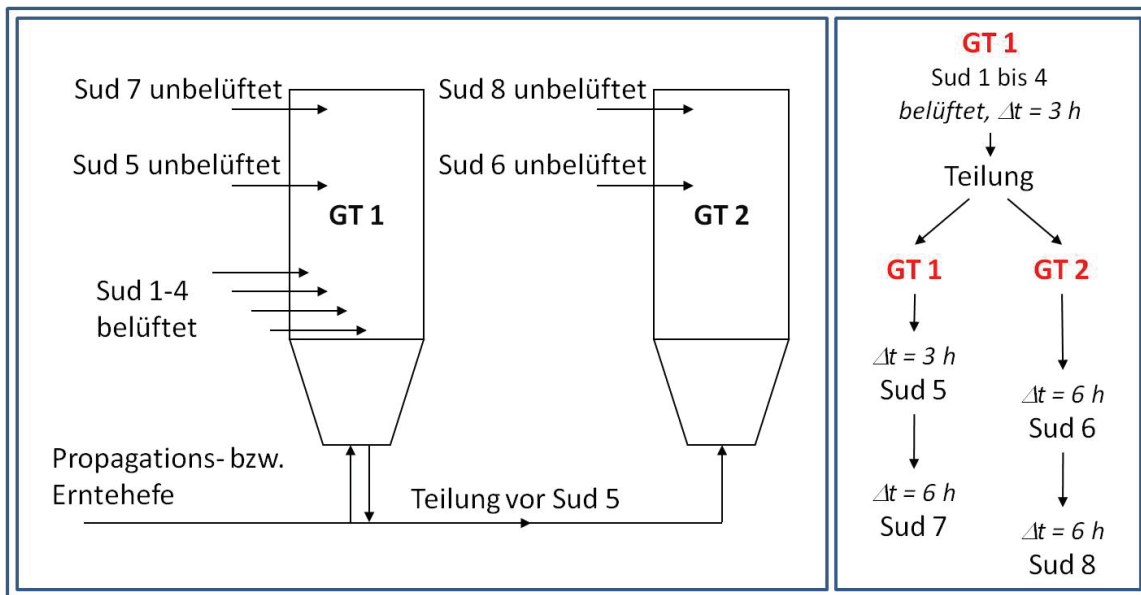 Sud 7 unbelüftet
Sud 5 unbelüftet
GT 1
Sud 1-4
belüftet
Propagations- bzw.
Erntehefe
Teilung vor Sud 5
Sud 8 unbelüftet
Sud 6 unbelüftet
GT 2
GT 1
Sud 1 bis 4
belüftet, Δt = 3 h
Teilung
GT 1
GT 2
Δt = 3 h
Sud 5
Δt = 6 h
Sud 6
Δt = 6 h
Sud 7
Δt = 6 h
Sud 8